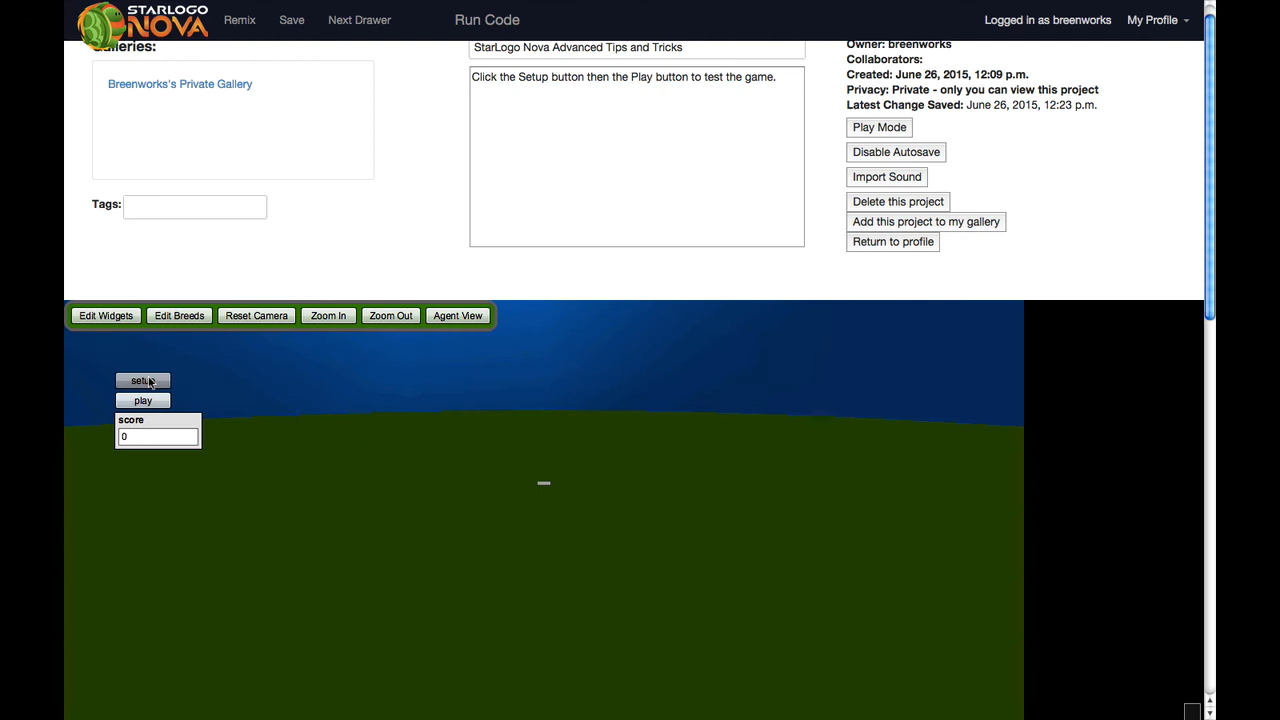 STARLOGO
NOVA
Remix
Save
Next Drawer
Run Code
Logged in as breenworks
My Profile
Galleries:
Breenworks's Private Gallery
Tags:
StarLogo Nova Advanced Tips and Tricks
Click the Setup button then the Play button to test the game.
Owner: breenworks
Collaborators:
Created: June 26, 2015, 12:09 p.m.
Privacy: Private - only you can view this project
Latest Change Saved: June 26, 2015, 12:23 p.m.
Play Mode
Disable Autosave
Import Sound
Delete this project
Add this project to my gallery
Return to profile
Edit Widgets
Edit Breeds
Reset Camera
Zoom In
Zoom Out
Agent View
setup
play
score
0